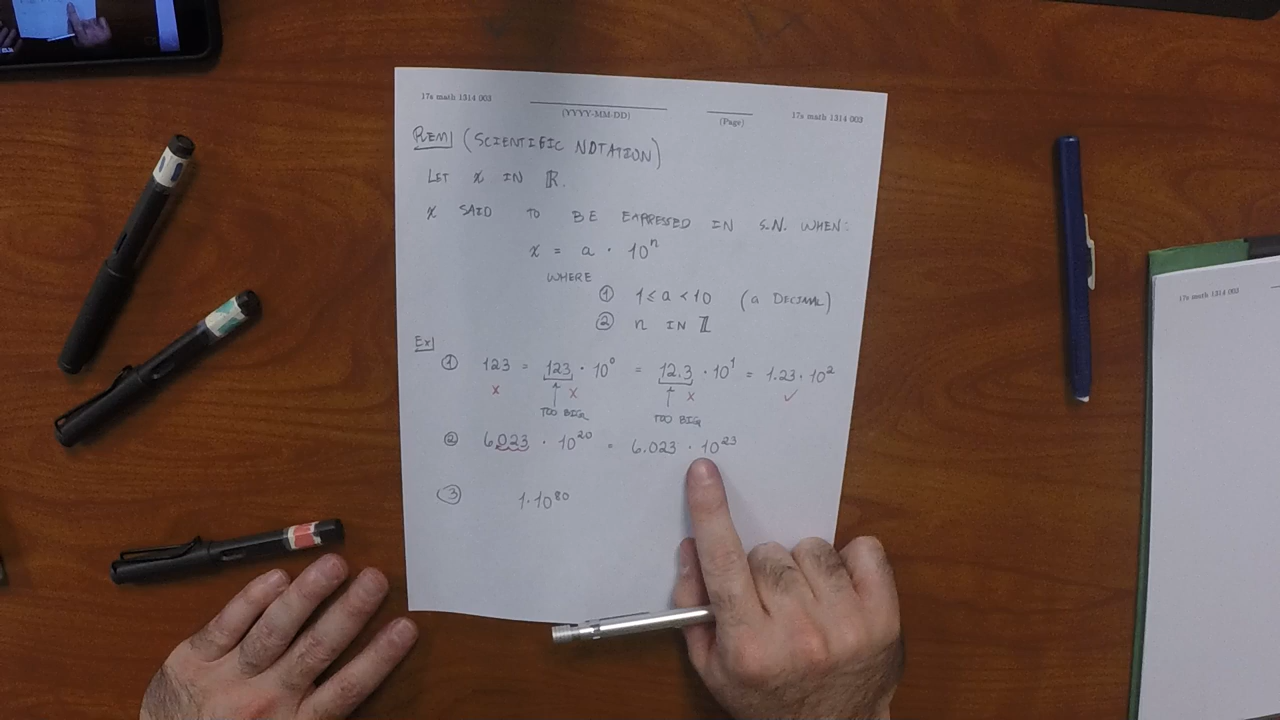 17s math 1314 003
(YYYY-MM-DD)
(Page)
17s math 1314 003
REM (SCIENTIFIC NOTATION)
LET x IN ℝ.
x SAID TO BE EXPRESSED IN S.N. WHEN:
x = a · 10ⁿ
WHERE
① 1 ≤ a < 10 (a DECIMAL)
② n IN ℤ
Ex
① 123 = 123 · 10⁰ = 12.3 · 10¹ = 1.23 · 10²
x x x ✓
TOO BIG TOO BIG
② 6023 · 10²⁰ = 6.023 · 10²³
③ 1 · 10⁸⁰
17s math 1314 003